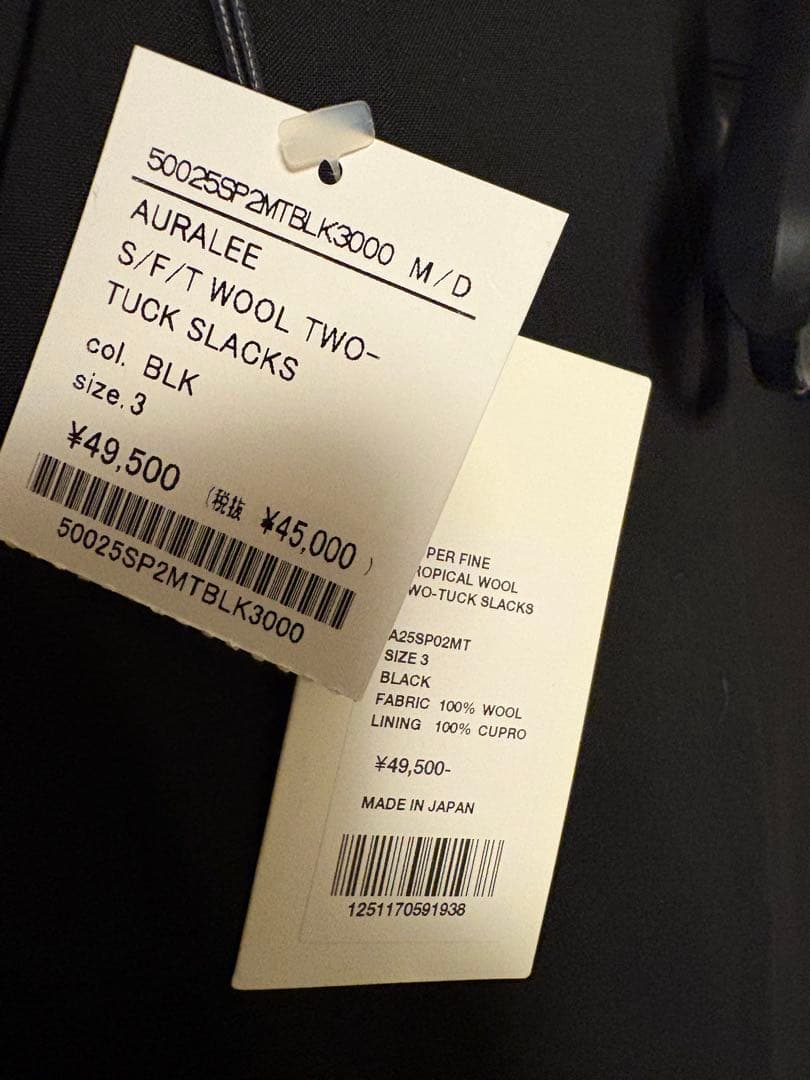 50025SP2MTBLK3000 M/D
AURALEE
S/F/T WOOL TWO-
TUCK SLACKS
col. BLK
size.3
¥49,500 (税抜 ¥45,000 )
50025SP2MTBLK3000
PER FINE
ROPICAL WOOL
WO-TUCK SLACKS
A25SP02MT
SIZE 3
BLACK
FABRIC 100% WOOL
LINING 100% CUPRO
¥49,500-
MADE IN JAPAN
1251170591938